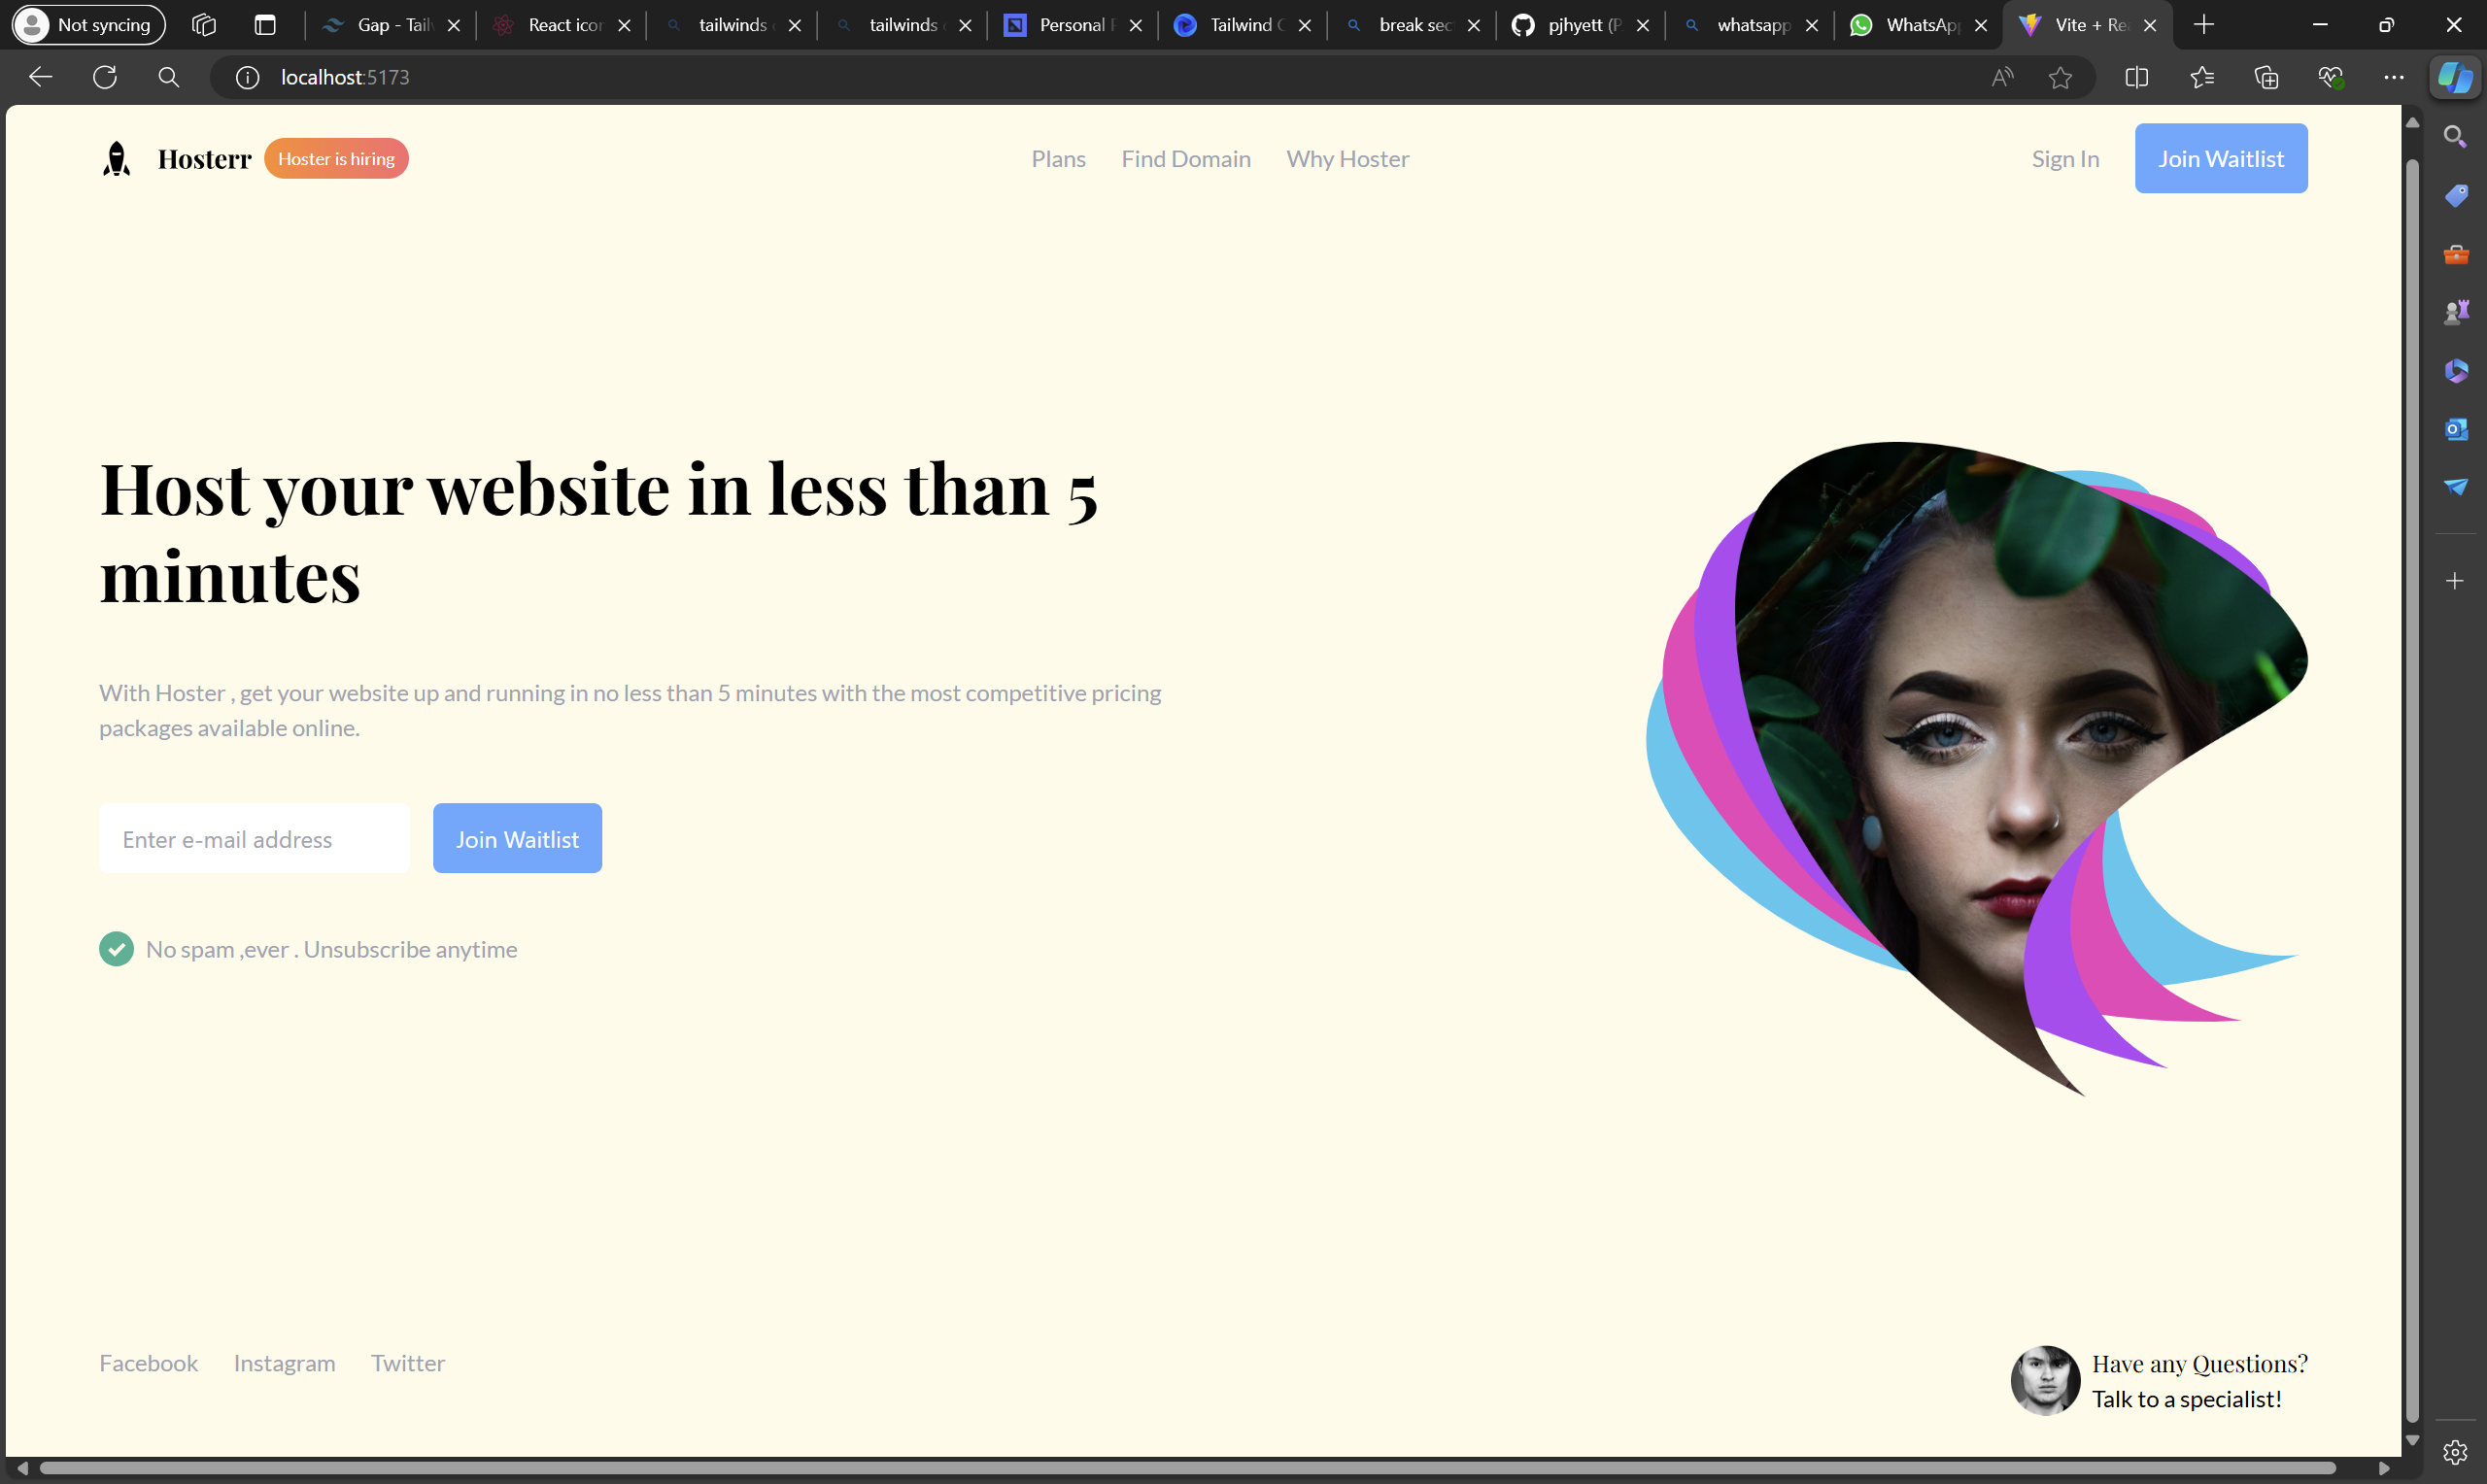 Not syncing
Gap - Tail
React icor
tailwinds
tailwinds
Personal
Tailwind
break sec
pjhyett (P
whatsapp
WhatsAp
Vite + Re
localhost:5173
Hosterr
Hoster is hiring
Plans
Find Domain
Why Hoster
Sign In
Join Waitlist
Host your website in less than 5
minutes
With Hoster , get your website up and running in no less than 5 minutes with the most competitive pricing
packages available online.
Enter e-mail address
Join Waitlist
No spam ,ever . Unsubscribe anytime
Facebook
Instagram
Twitter
Have any Questions?
Talk to a specialist!